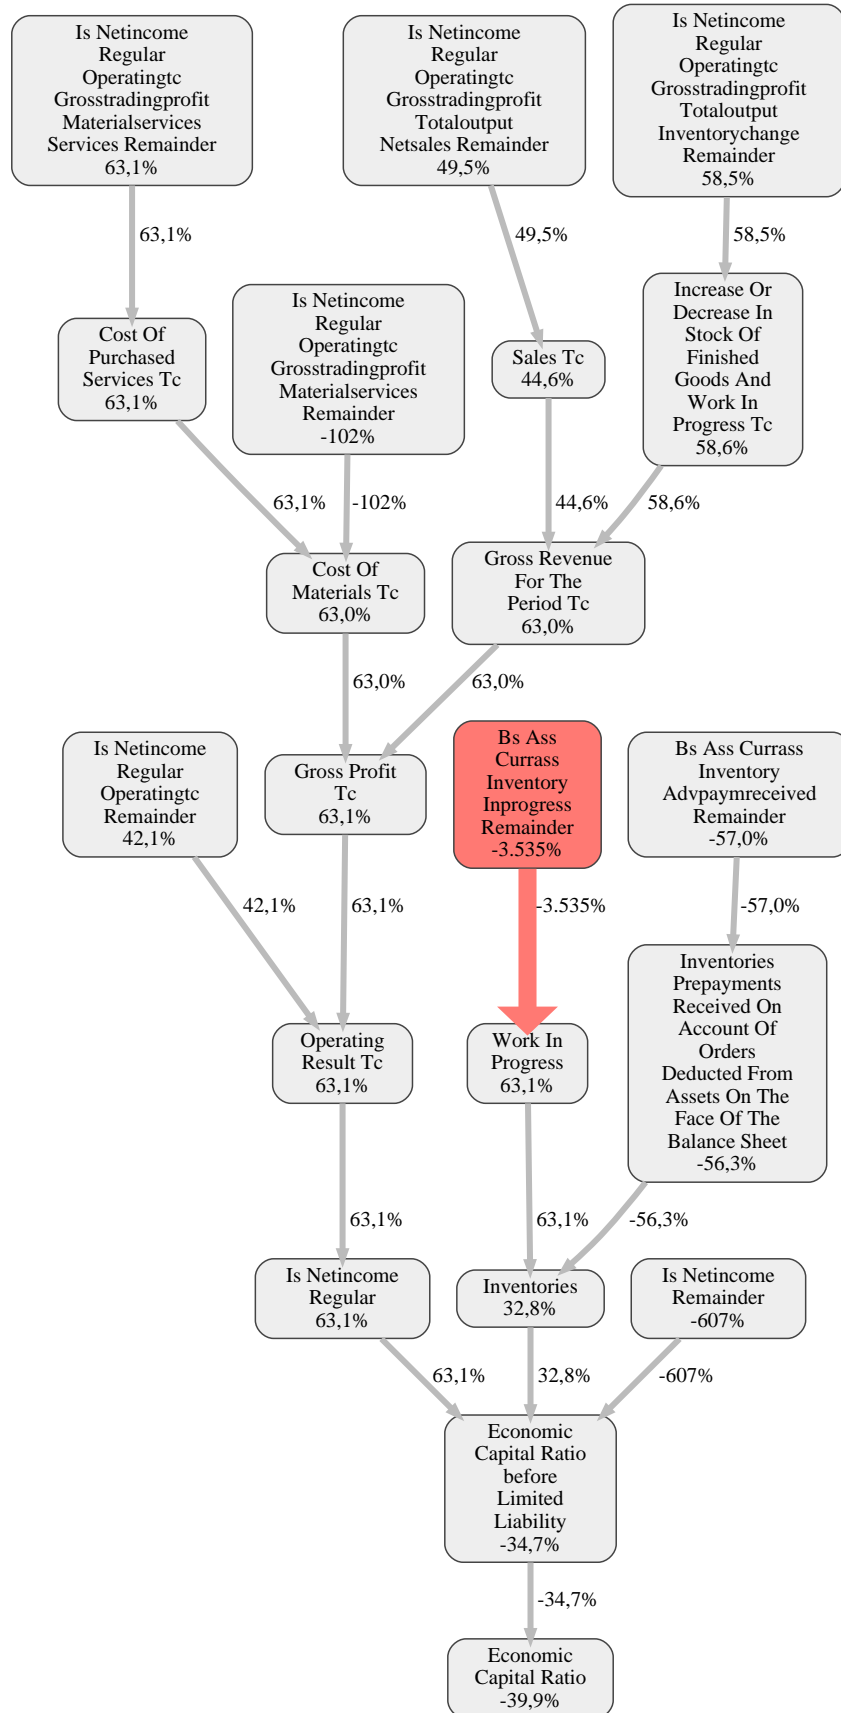 Is Netincome
Regular
Operatingtc
Grosstradingprofit
Materialservices
Services Remainder
63,1%
Is Netincome
Regular
Operatingtc
Grosstradingprofit
Totaloutput
Netsales Remainder
49,5%
Is Netincome
Regular
Operatingtc
Grosstradingprofit
Totaloutput
Inventorychange
Remainder
58,5%
63,1%
49,5%
58,5%
Cost Of
Purchased
Services Tc
63,1%
Is Netincome
Regular
Operatingtc
Grosstradingprofit
Materialservices
Remainder
-102%
Sales Tc
44,6%
Increase Or
Decrease In
Stock Of
Finished
Goods And
Work In
Progress Tc
58,6%
63,1%
-102%
44,6%
58,6%
Cost Of
Materials Tc
63,0%
Gross Revenue
For The
Period Tc
63,0%
63,0%
63,0%
Is Netincome
Regular
Operatingtc
Remainder
42,1%
Gross Profit
Tc
63,1%
Bs Ass
Currass
Inventory
Inprogress
Remainder
-3.535%
Bs Ass Currass
Inventory
Advpaymreceived
Remainder
-57,0%
42,1%
63,1%
-3.535%
-57,0%
Operating
Result Tc
63,1%
Work In
Progress
63,1%
Inventories
Prepayments
Received On
Account Of
Orders
Deducted From
Assets On The
Face Of The
Balance Sheet
-56,3%
63,1%
63,1%
-56,3%
Is Netincome
Regular
63,1%
Inventories
32,8%
Is Netincome
Remainder
-607%
63,1%
32,8%
-607%
Economic
Capital Ratio
before
Limited
Liability
-34,7%
-34,7%
Economic
Capital Ratio
-39,9%